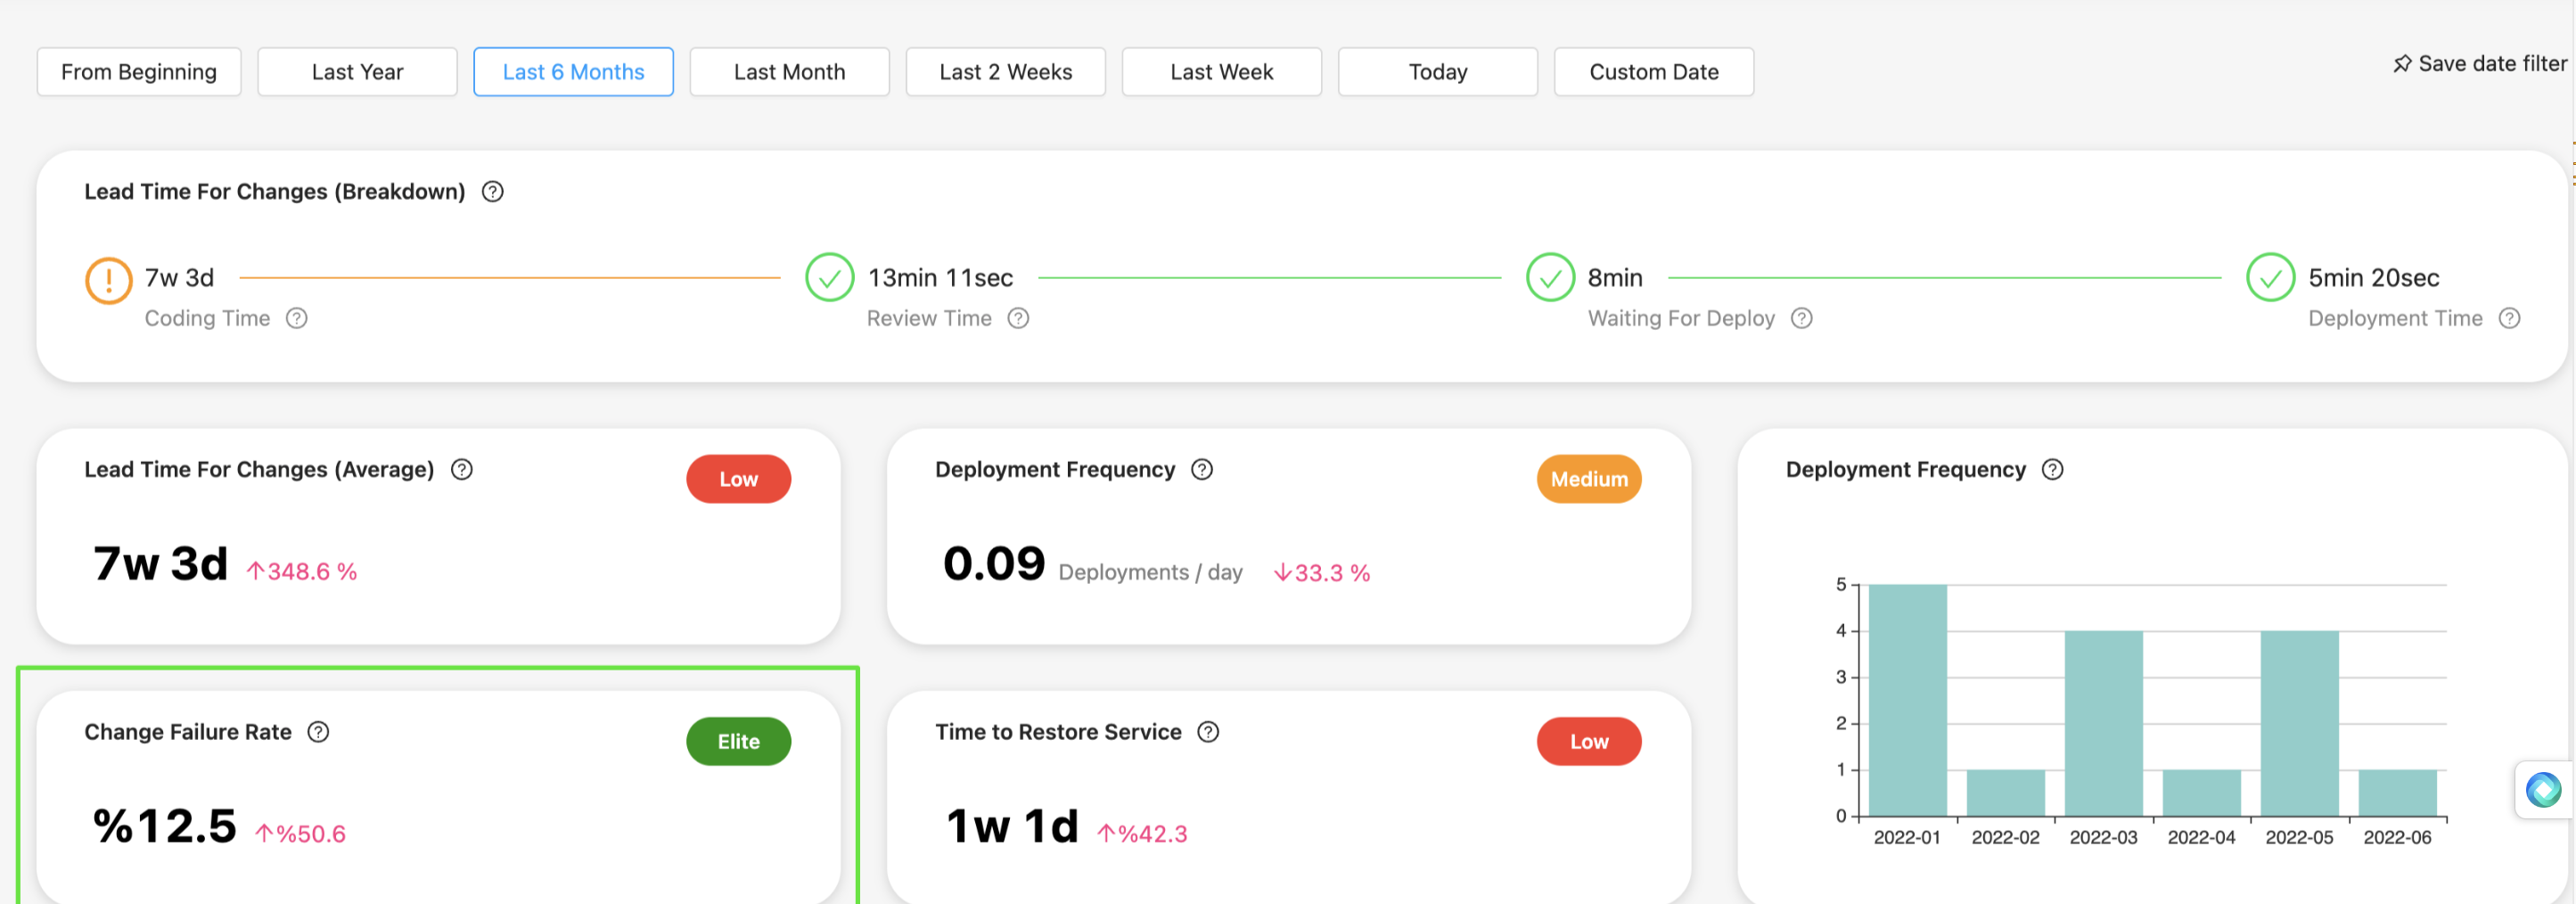 From Beginning
Last Year
Last 6 Months
Last Month
Last 2 Weeks
Last Week
Today
Custom Date
Save date filter
Lead Time For Changes (Breakdown)
7w 3d
Coding Time
13min 11sec
Review Time
8min
Waiting For Deploy
5min 20sec
Deployment Time
Lead Time For Changes (Average)
Low
7w 3d ↑348.6 %
Deployment Frequency
Medium
0.09 Deployments / day ↓33.3 %
Deployment Frequency
5
4
3
2
1
0
2022-01 2022-02 2022-03 2022-04 2022-05 2022-06
Change Failure Rate
Elite
%12.5 ↑%50.6
Time to Restore Service
Low
1w 1d ↑%42.3